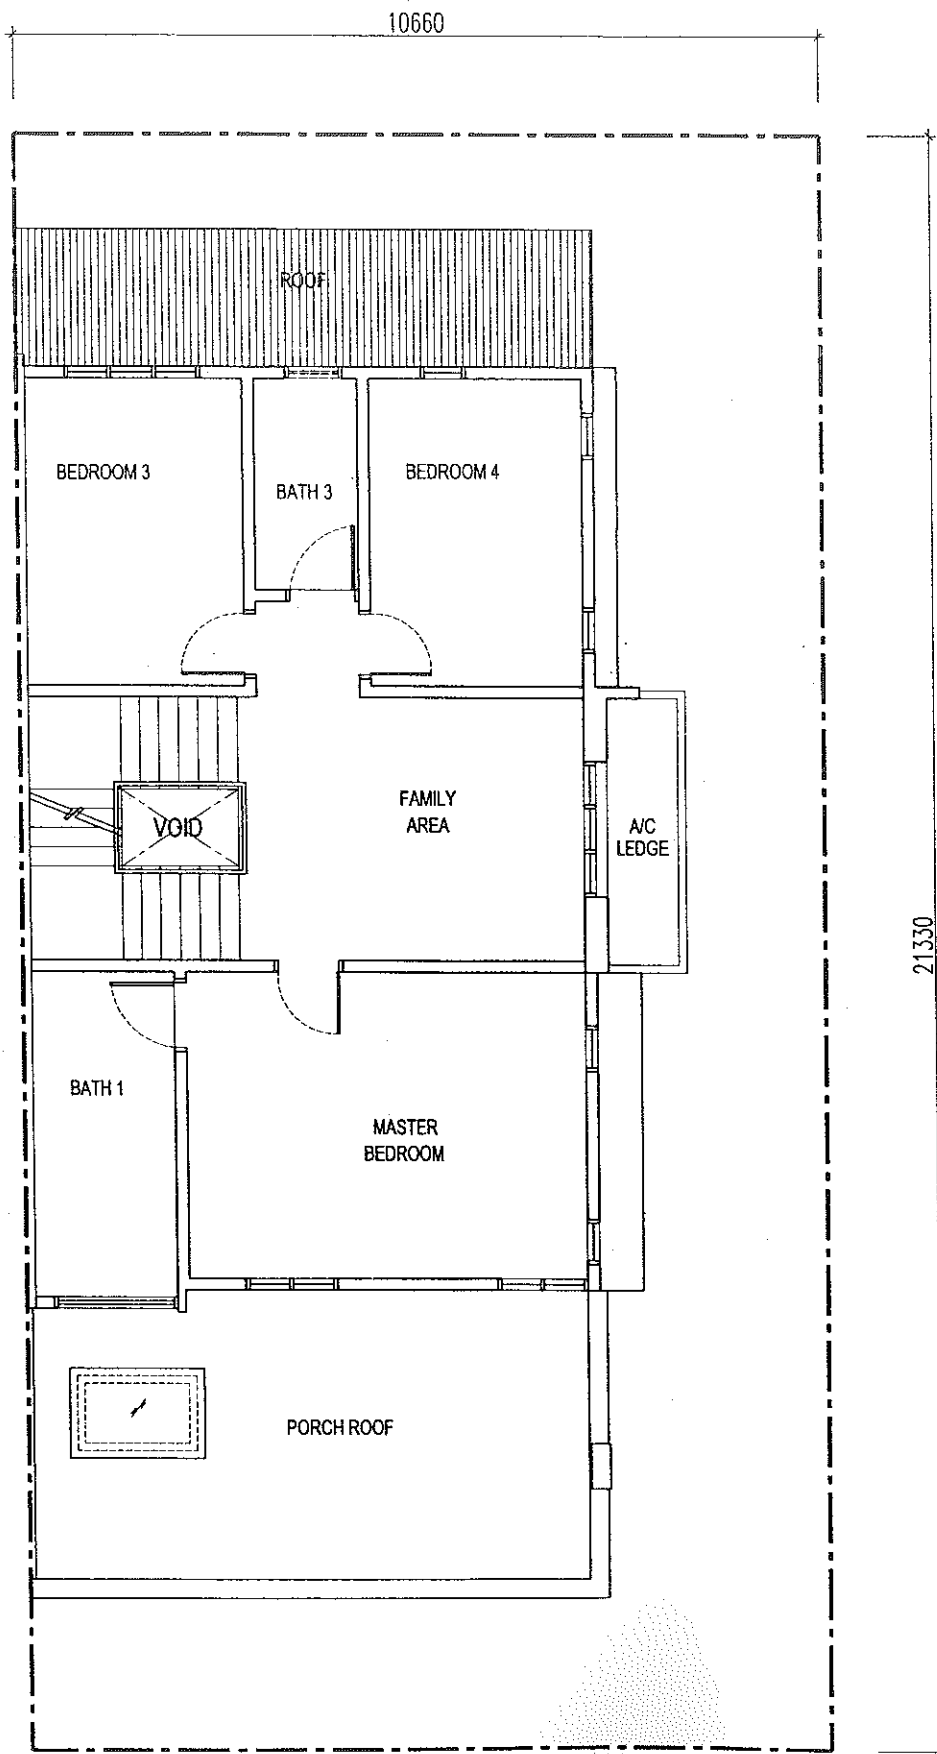 10660
ROOF
BEDROOM 3
BATH 3
BEDROOM 4
FAMILY
AREA
VOID
A/C
LEDGE
21330
BATH 1
MASTER
BEDROOM
PORCH ROOF